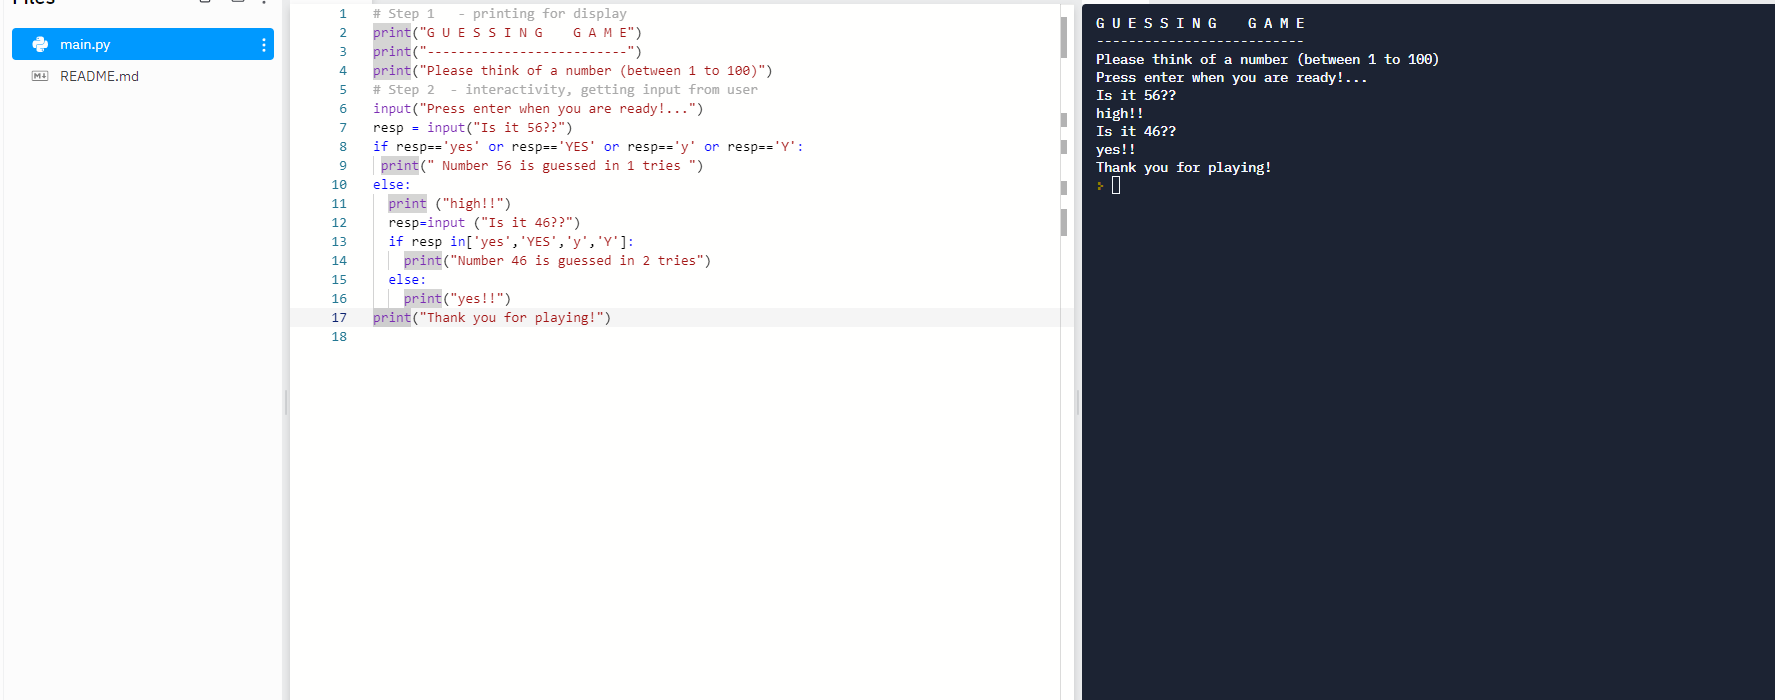 Files
main.py
README.md
1 # Step 1   - printing for display
2 print("G U E S S I N G    G A M E")
3 print("--------------------------")
4 print("Please think of a number (between 1 to 100)")
5 # Step 2  - interactivity, getting input from user
6 input("Press enter when you are ready!...")
7 resp = input("Is it 56??")
8 if resp=='yes' or resp=='YES' or resp=='y' or resp=='Y':
9  print(" Number 56 is guessed in 1 tries ")
10 else:
11   print ("high!!")
12   resp=input ("Is it 46??")
13   if resp in['yes','YES','y','Y']:
14     print("Number 46 is guessed in 2 tries")
15   else:
16     print("yes!!")
17 print("Thank you for playing!")
18
G U E S S I N G    G A M E
--------------------------
Please think of a number (between 1 to 100)
Press enter when you are ready!...
Is it 56??
high!!
Is it 46??
yes!!
Thank you for playing!